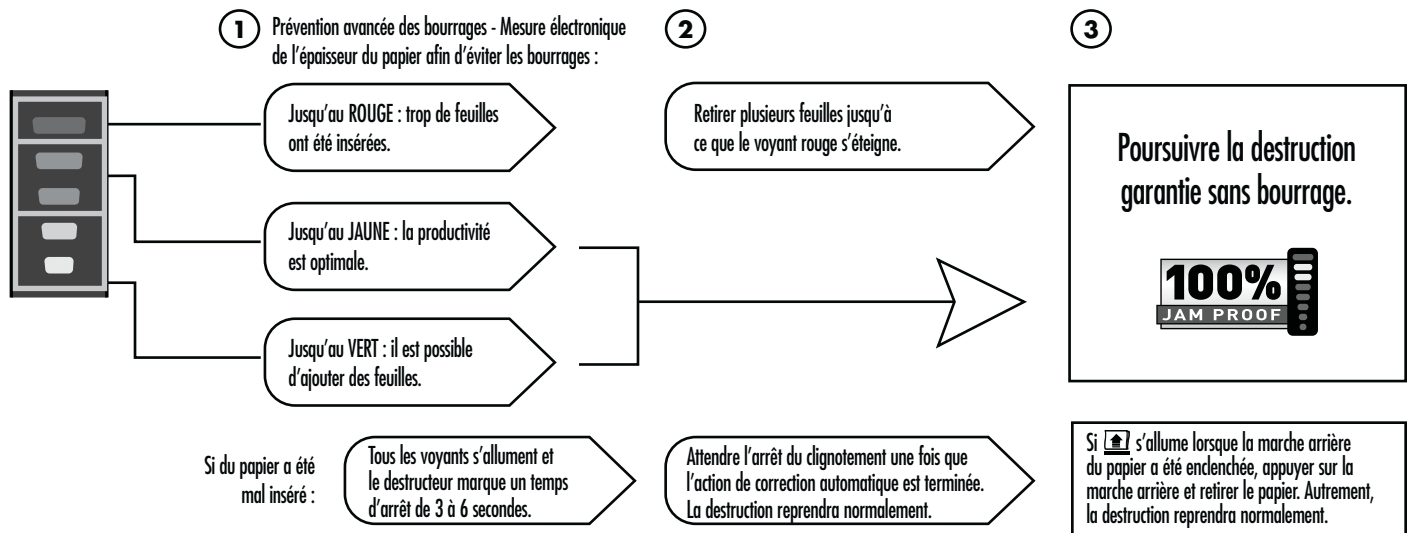 1
Prévention avancée des bourrages - Mesure électronique
de l'épaisseur du papier afin d'éviter les bourrages :
Jusqu'au ROUGE : trop de feuilles
ont été insérées.
Jusqu'au JAUNE : la productivité
est optimale.
Jusqu'au VERT : il est possible
d'ajouter des feuilles.
2
Retirer plusieurs feuilles jusqu'à
ce que le voyant rouge s'éteigne.
3
Poursuivre la destruction
garantie sans bourrage.
100%
JAM PROOF
Si du papier a été
mal inséré :
Tous les voyants s'allument et
le destructeur marque un temps
d'arrêt de 3 à 6 secondes.
Attendre l'arrêt du clignotement une fois que
l'action de correction automatique est terminée.
La destruction reprendra normalement.
Si s'allume lorsque la marche arrière
du papier a été enclenchée, appuyer sur la
marche arrière et retirer le papier. Autrement,
la destruction reprendra normalement.